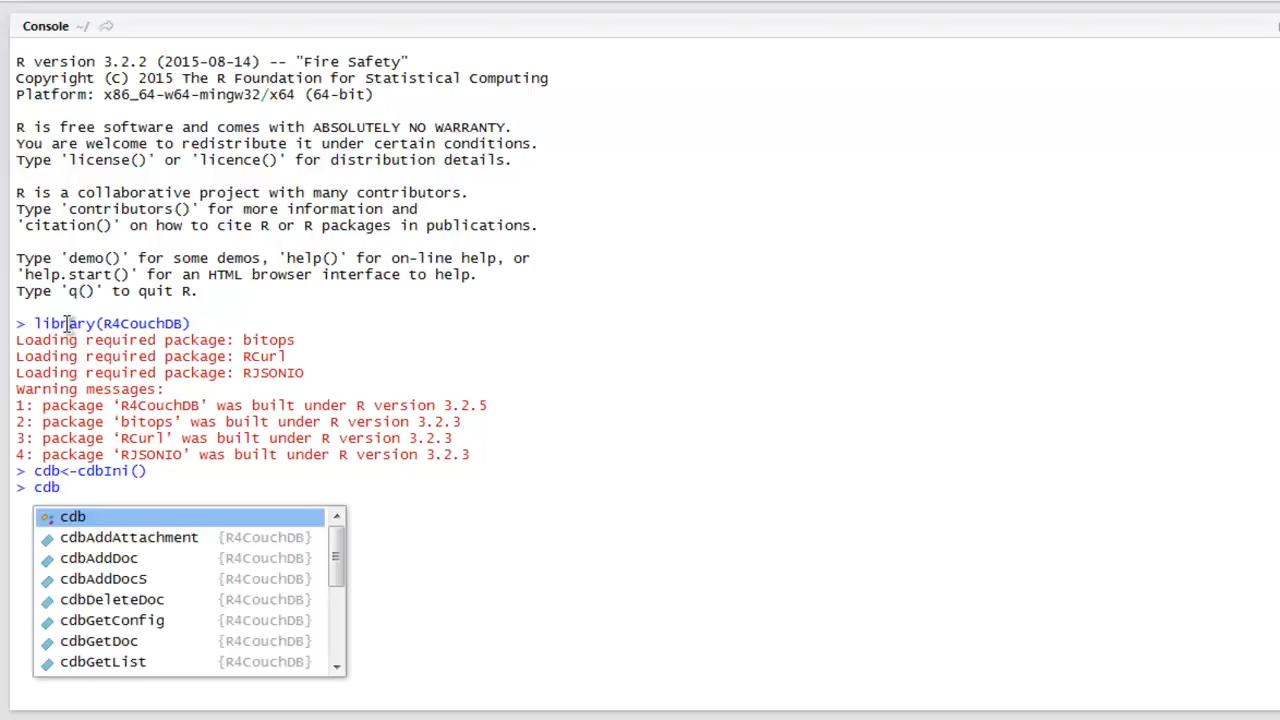 Console ~/
R version 3.2.2 (2015-08-14) -- "Fire Safety"
Copyright (C) 2015 The R Foundation for Statistical Computing
Platform: x86_64-w64-mingw32/x64 (64-bit)
R is free software and comes with ABSOLUTELY NO WARRANTY.
You are welcome to redistribute it under certain conditions.
Type 'license()' or 'licence()' for distribution details.
R is a collaborative project with many contributors.
Type 'contributors()' for more information and
'citation()' on how to cite R or R packages in publications.
Type 'demo()' for some demos, 'help()' for on-line help, or
'help.start()' for an HTML browser interface to help.
Type 'q()' to quit R.
> library(R4CouchDB)
Loading required package: bitops
Loading required package: RCurl
Loading required package: RJSONIO
Warning messages:
1: package ‘R4CouchDB’ was built under R version 3.2.5
2: package ‘bitops’ was built under R version 3.2.3
3: package ‘RCurl’ was built under R version 3.2.3
4: package ‘RJSONIO’ was built under R version 3.2.3
> cdb<-cdbIni()
> cdb
cdb
cdbAddAttachment {R4CouchDB}
cdbAddDoc {R4CouchDB}
cdbAddDocS {R4CouchDB}
cdbDeleteDoc {R4CouchDB}
cdbGetConfig {R4CouchDB}
cdbGetDoc {R4CouchDB}
cdbGetList {R4CouchDB}